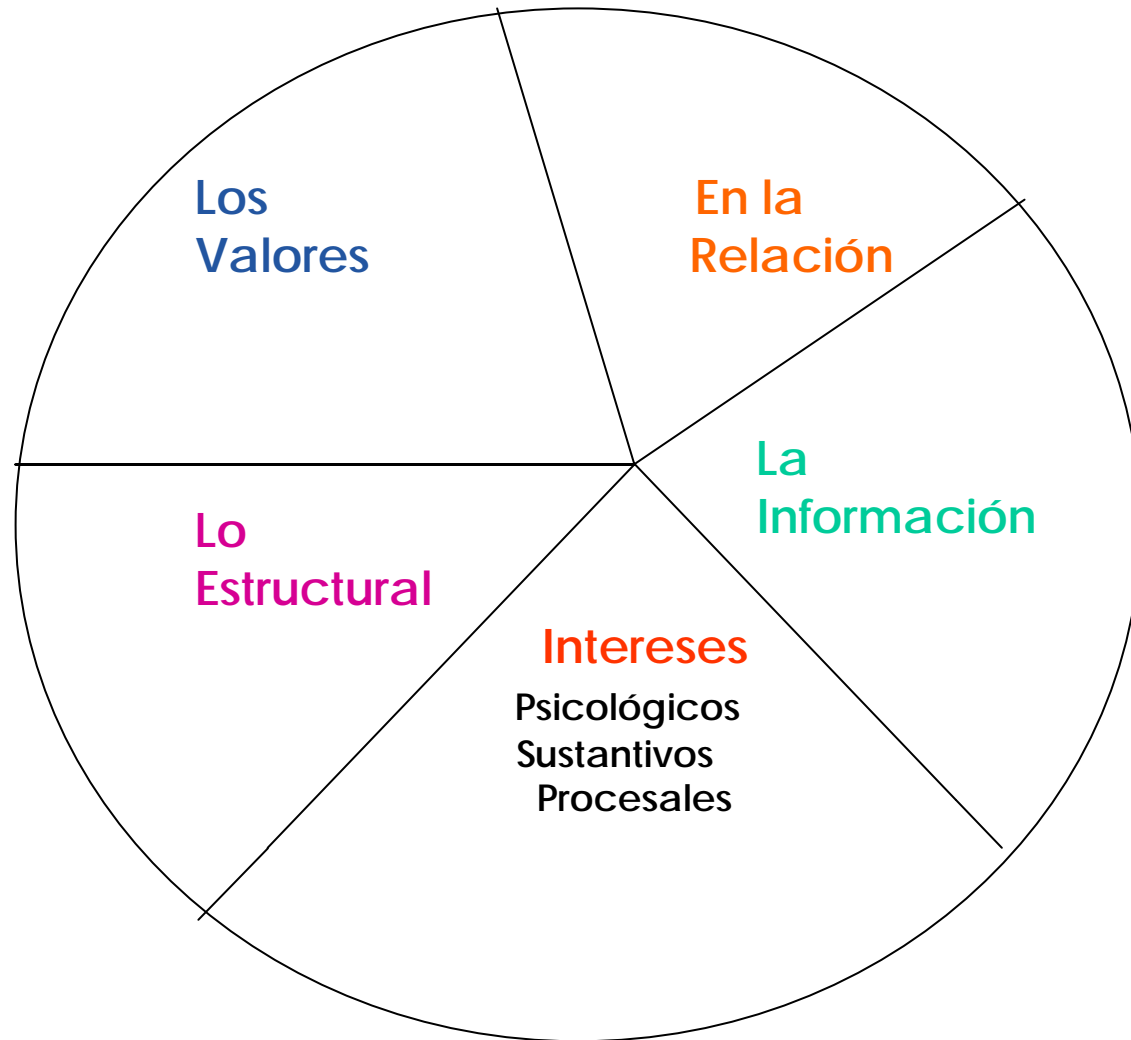 Los
Valores
En la
Relación
La
Información
Lo
Estructural
Intereses
Psicológicos
Sustantivos
Procesales